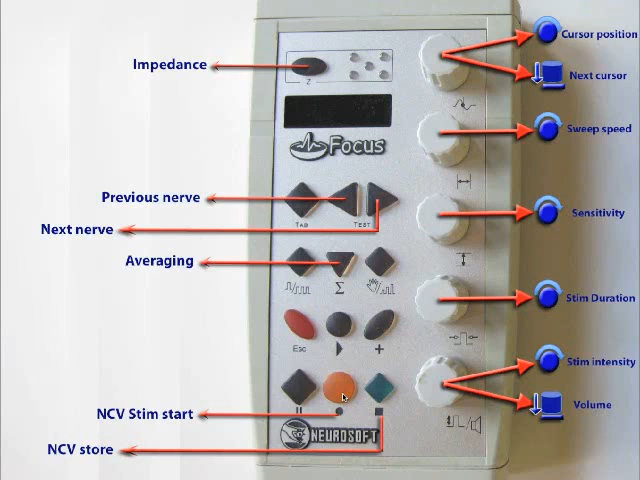 Impedance
Z
Focus
Previous nerve
Next nerve
TAB
TEST
Averaging
Σ
Esc
+
NCV Stim start
NCV store
NEUROSOFT
Cursor position
Next cursor
Sweep speed
Sensitivity
Stim Duration
Stim intensity
Volume